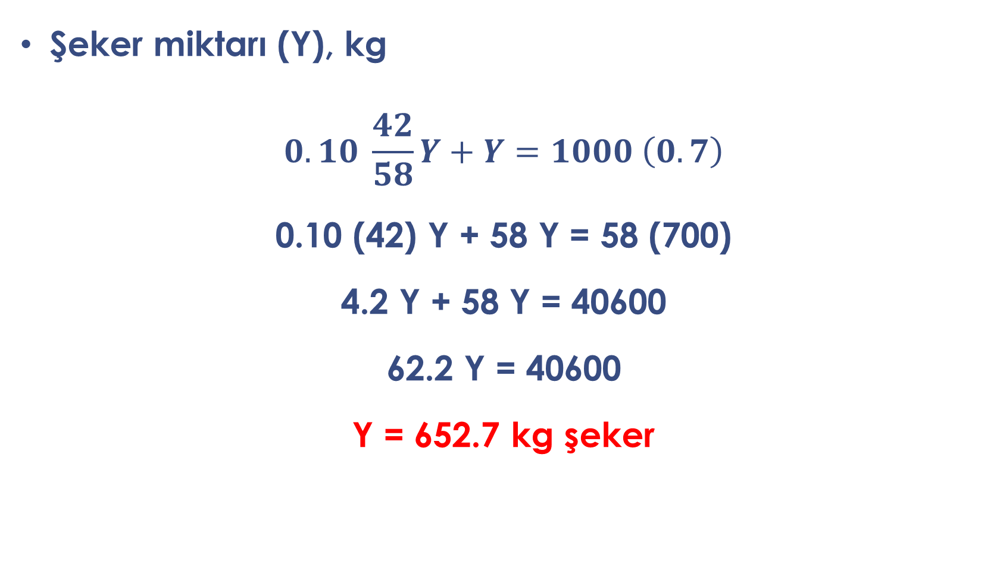 • Şeker miktarı (Y), kg
0.10 42/58 Y + Y = 1000 (0.7)
0.10 (42) Y + 58 Y = 58 (700)
4.2 Y + 58 Y = 40600
62.2 Y = 40600
Y = 652.7 kg şeker